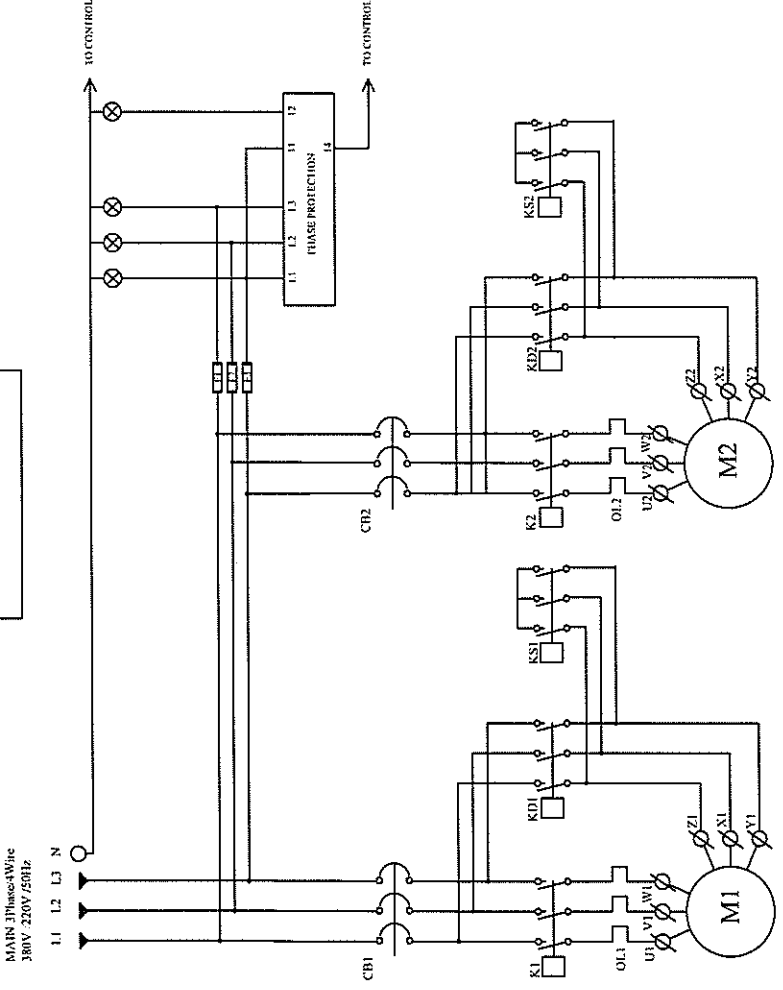 MAIN 3Phase/4Wire
380V 220V /50Hz
L1 L2 L3 N
TO CONTROL
TO CONTROL
L1 L2 L3 11 12
PHASE PROTECTION
14
CB1
CB2
K1
KD1
KS1
K2
KD2
KS2
OL1
OL2
U1 V1 W1
Z1
X1
Y1
M1
U2 V2 W2
Z2
X2
Y2
M2